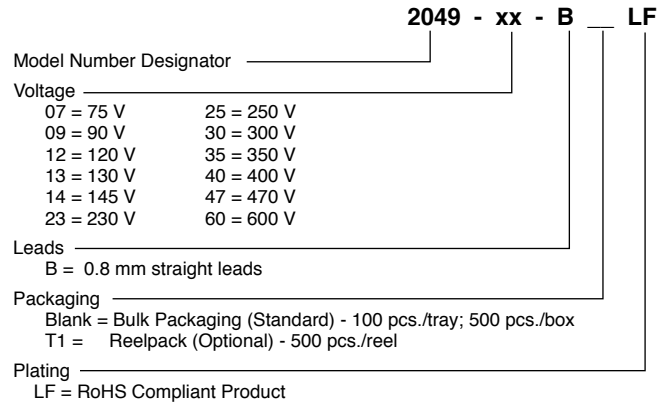 2049 - xx - B __ LF
Model Number Designator
Voltage
07 = 75 V 25 = 250 V
09 = 90 V 30 = 300 V
12 = 120 V 35 = 350 V
13 = 130 V 40 = 400 V
14 = 145 V 47 = 470 V
23 = 230 V 60 = 600 V
Leads
B = 0.8 mm straight leads
Packaging
Blank = Bulk Packaging (Standard) - 100 pcs./tray; 500 pcs./box
T1 = Reelpack (Optional) - 500 pcs./reel
Plating
LF = RoHS Compliant Product